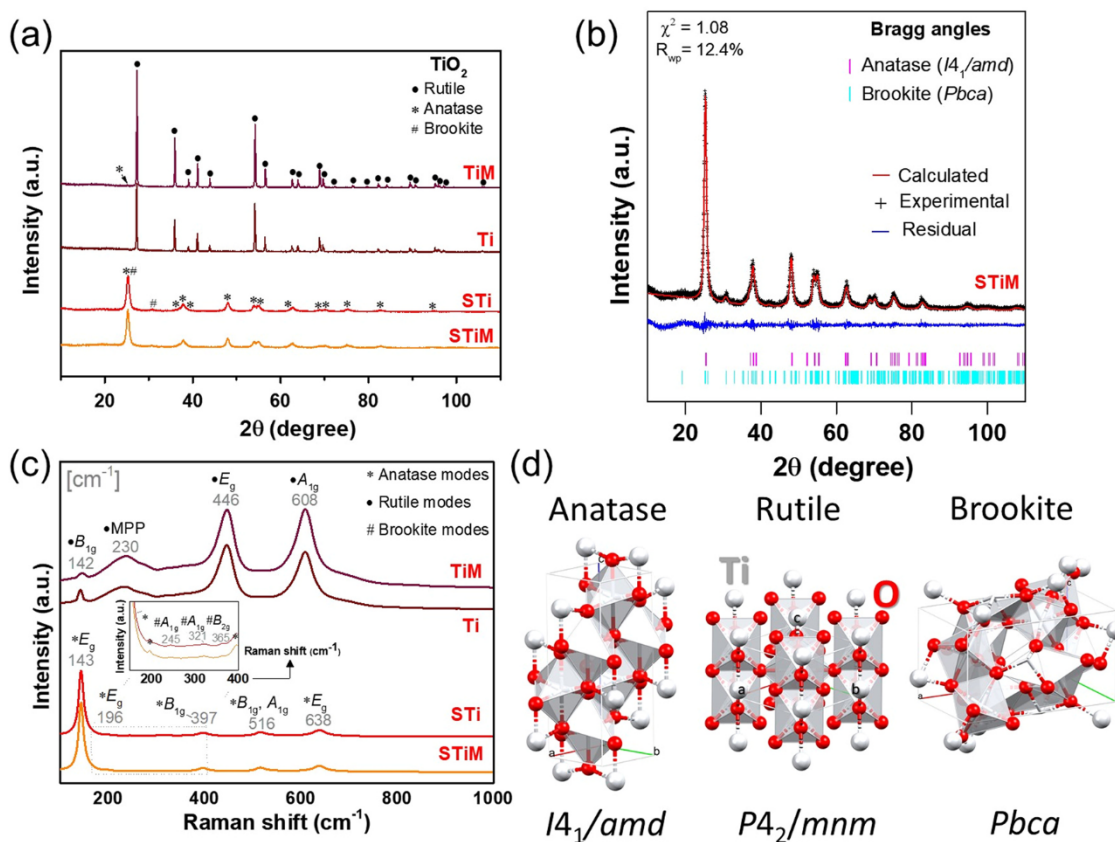 (a)
TiO2
● Rutile
* Anatase
# Brookite
*
TiM
Ti
*#
#
STi
STiM
Intensity (a.u.)
20 40 60 80 100
2θ (degree)
(b)
χ2 = 1.08
Rwp = 12.4%
Bragg angles
Anatase (I41/amd)
Brookite (Pbca)
Calculated
+ Experimental
Residual
STiM
Intensity (a.u.)
20 40 60 80 100
2θ (degree)
(c)
[cm-1]
* Anatase modes
● Rutile modes
# Brookite modes
●B1g
142
●MPP
230
●Eg
446
●A1g
608
TiM
Ti
*Eg
143
Intensity (a.u.)
* #A1g #A1g #B2g
* 245 321 365 *
200 300 400
Raman shift (cm-1)
*Eg
196
*B1g 397
*B1g, A1g
516
*Eg
638
STi
STiM
Intensity (a.u.)
200 400 600 800 1000
Raman shift (cm-1)
(d)
Anatase Rutile Brookite
Ti
O
c
a b
c
a b
c
a
I41/amd P42/mnm Pbca